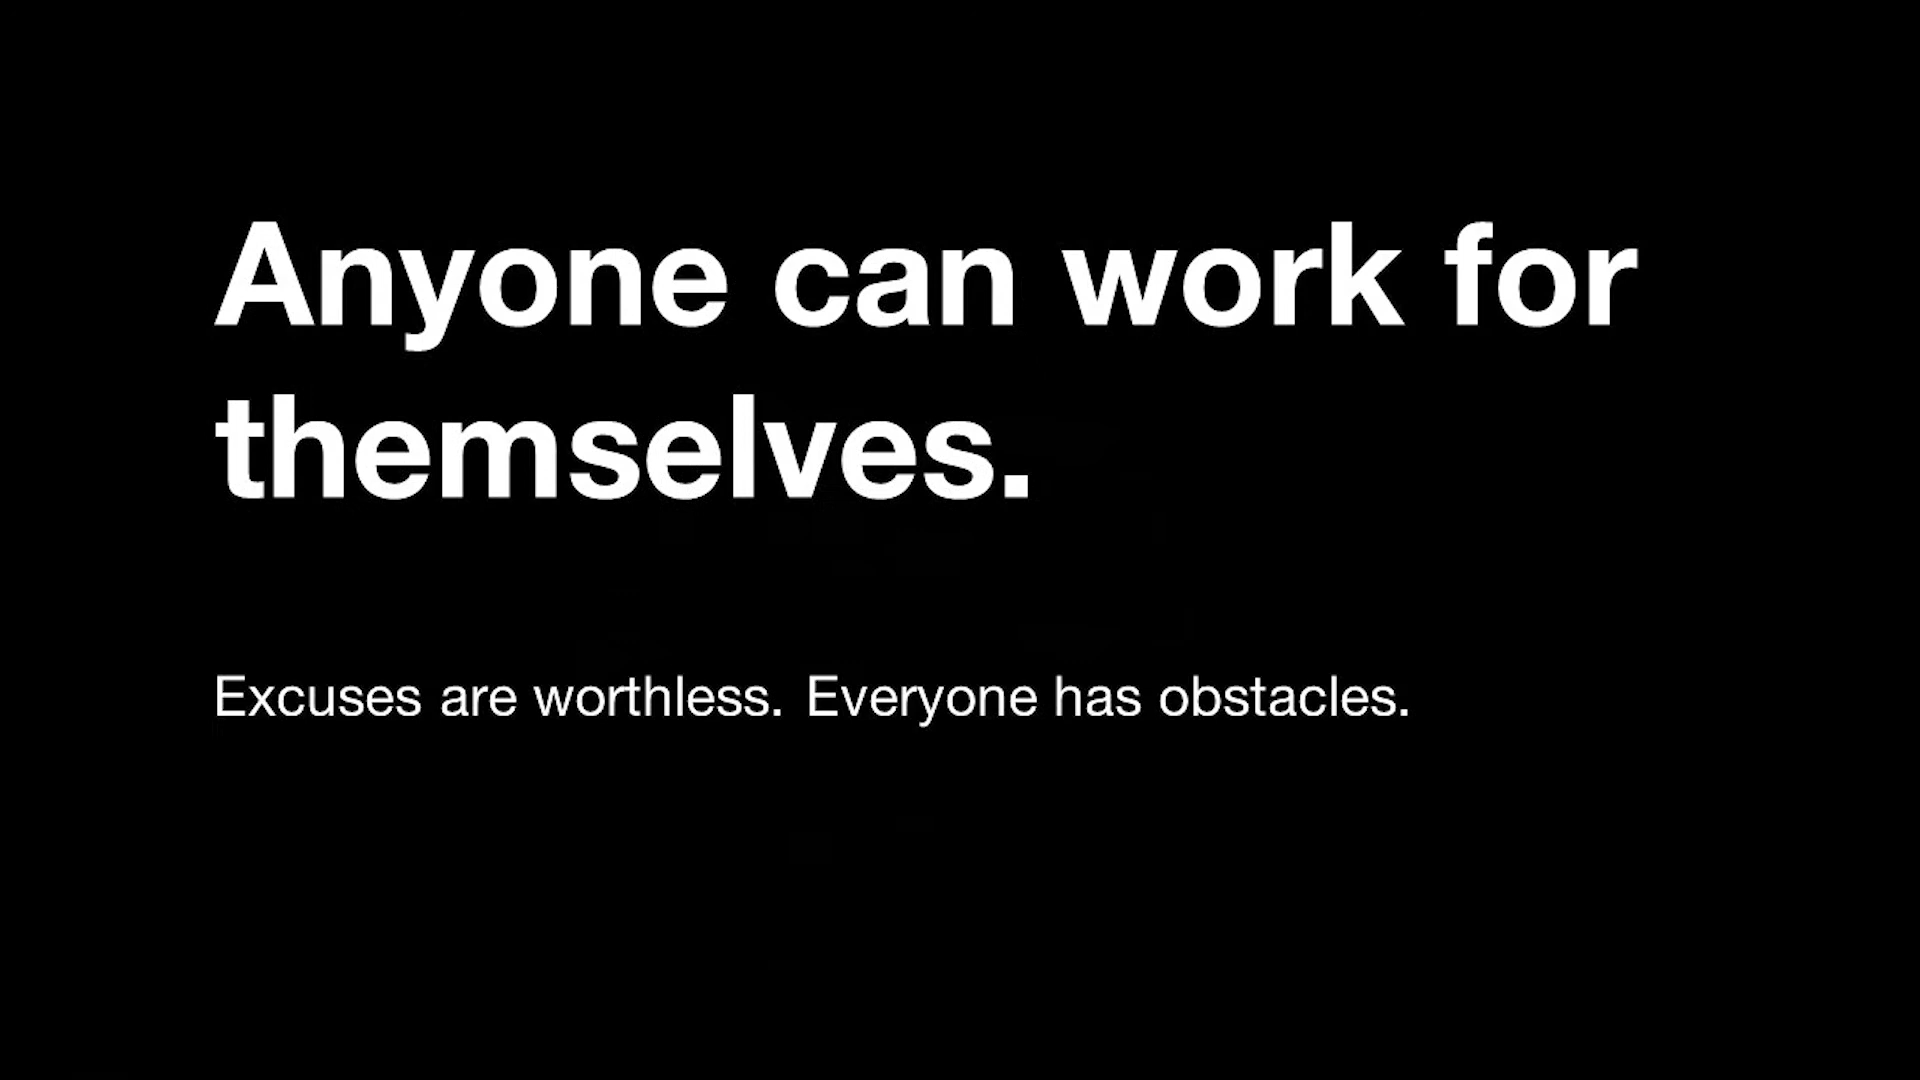 Anyone can work for
themselves.
Excuses are worthless. Everyone has obstacles.